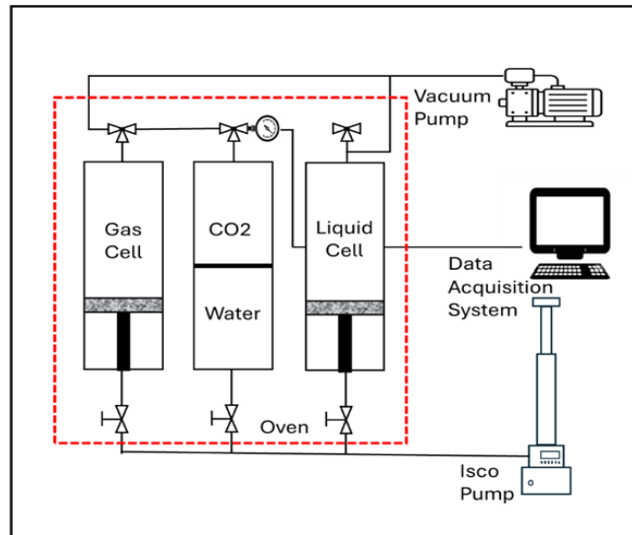 Vacuum
Pump
Gas
Cell
CO2
Liquid
Cell
Water
Data
Acquisition
System
Oven
Isco
Pump